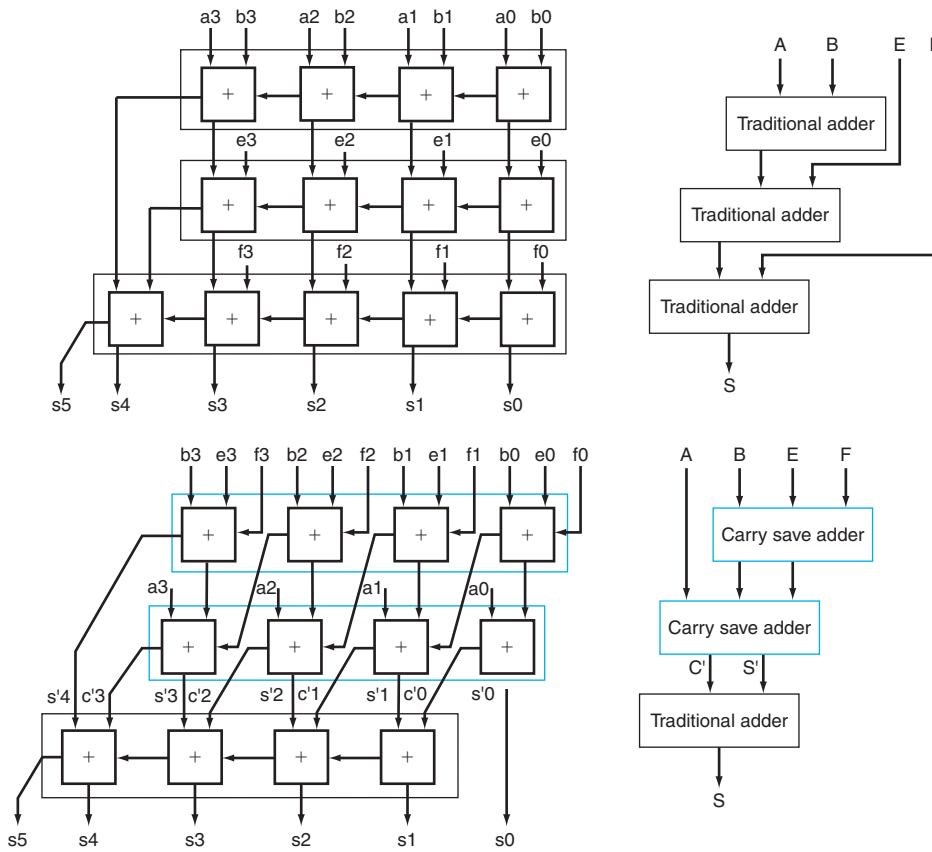 a3 b3 a2 b2 a1 b1 a0 b0
+ + + +
e3 e2 e1 e0
+ + + +
f3 f2 f1 f0
+ + + + +
s5 s4 s3 s2 s1 s0
A B E
Traditional adder
Traditional adder
Traditional adder
S
b3 e3 f3 b2 e2 f2 b1 e1 f1 b0 e0 f0
+ + + +
a3 a2 a1 a0
+ + + +
s'4 c'3 s'3 c'2 s'2 c'1 s'1 c'0 s'0
+ + + +
s5 s4 s3 s2 s1 s0
A B E F
Carry save adder
Carry save adder
C' S'
Traditional adder
S